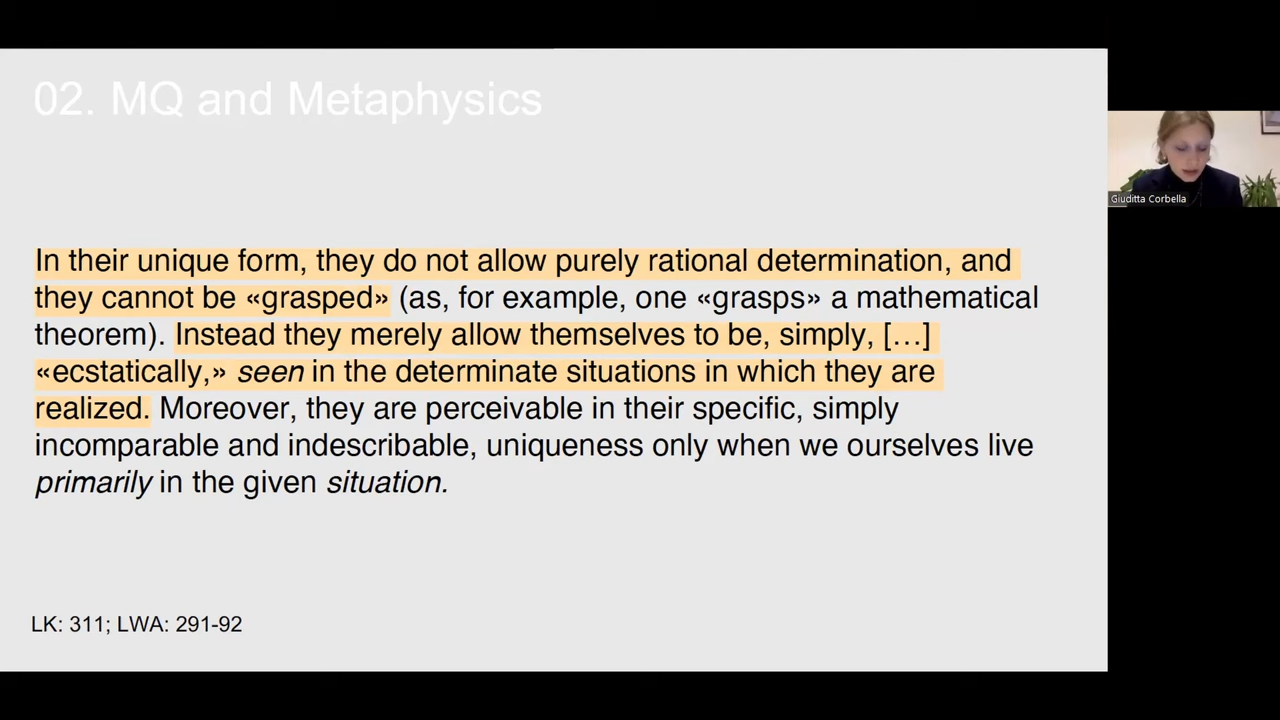 02. MQ and Metaphysics
In their unique form, they do not allow purely rational determination, and
they cannot be «grasped» (as, for example, one «grasps» a mathematical
theorem). Instead they merely allow themselves to be, simply, […]
«ecstatically,» seen in the determinate situations in which they are
realized. Moreover, they are perceivable in their specific, simply
incomparable and indescribable, uniqueness only when we ourselves live
primarily in the given situation.
LK: 311; LWA: 291-92
Giuditta Corbella